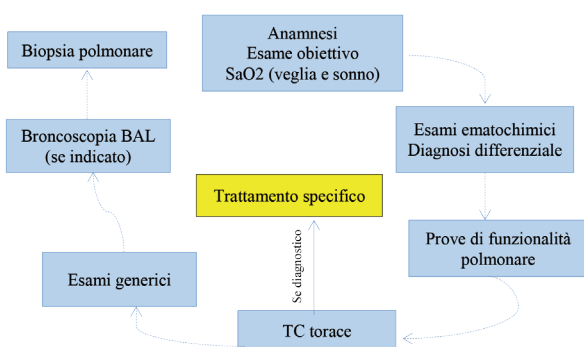 Anamnesi
Esame obiettivo
SaO2 (veglia e sonno)
Esami ematochimici
Diagnosi differenziale
Prove di funzionalità
polmonare
TC torace
Se diagnostico
Trattamento specifico
Esami generici
Broncoscopia BAL
(se indicato)
Biopsia polmonare